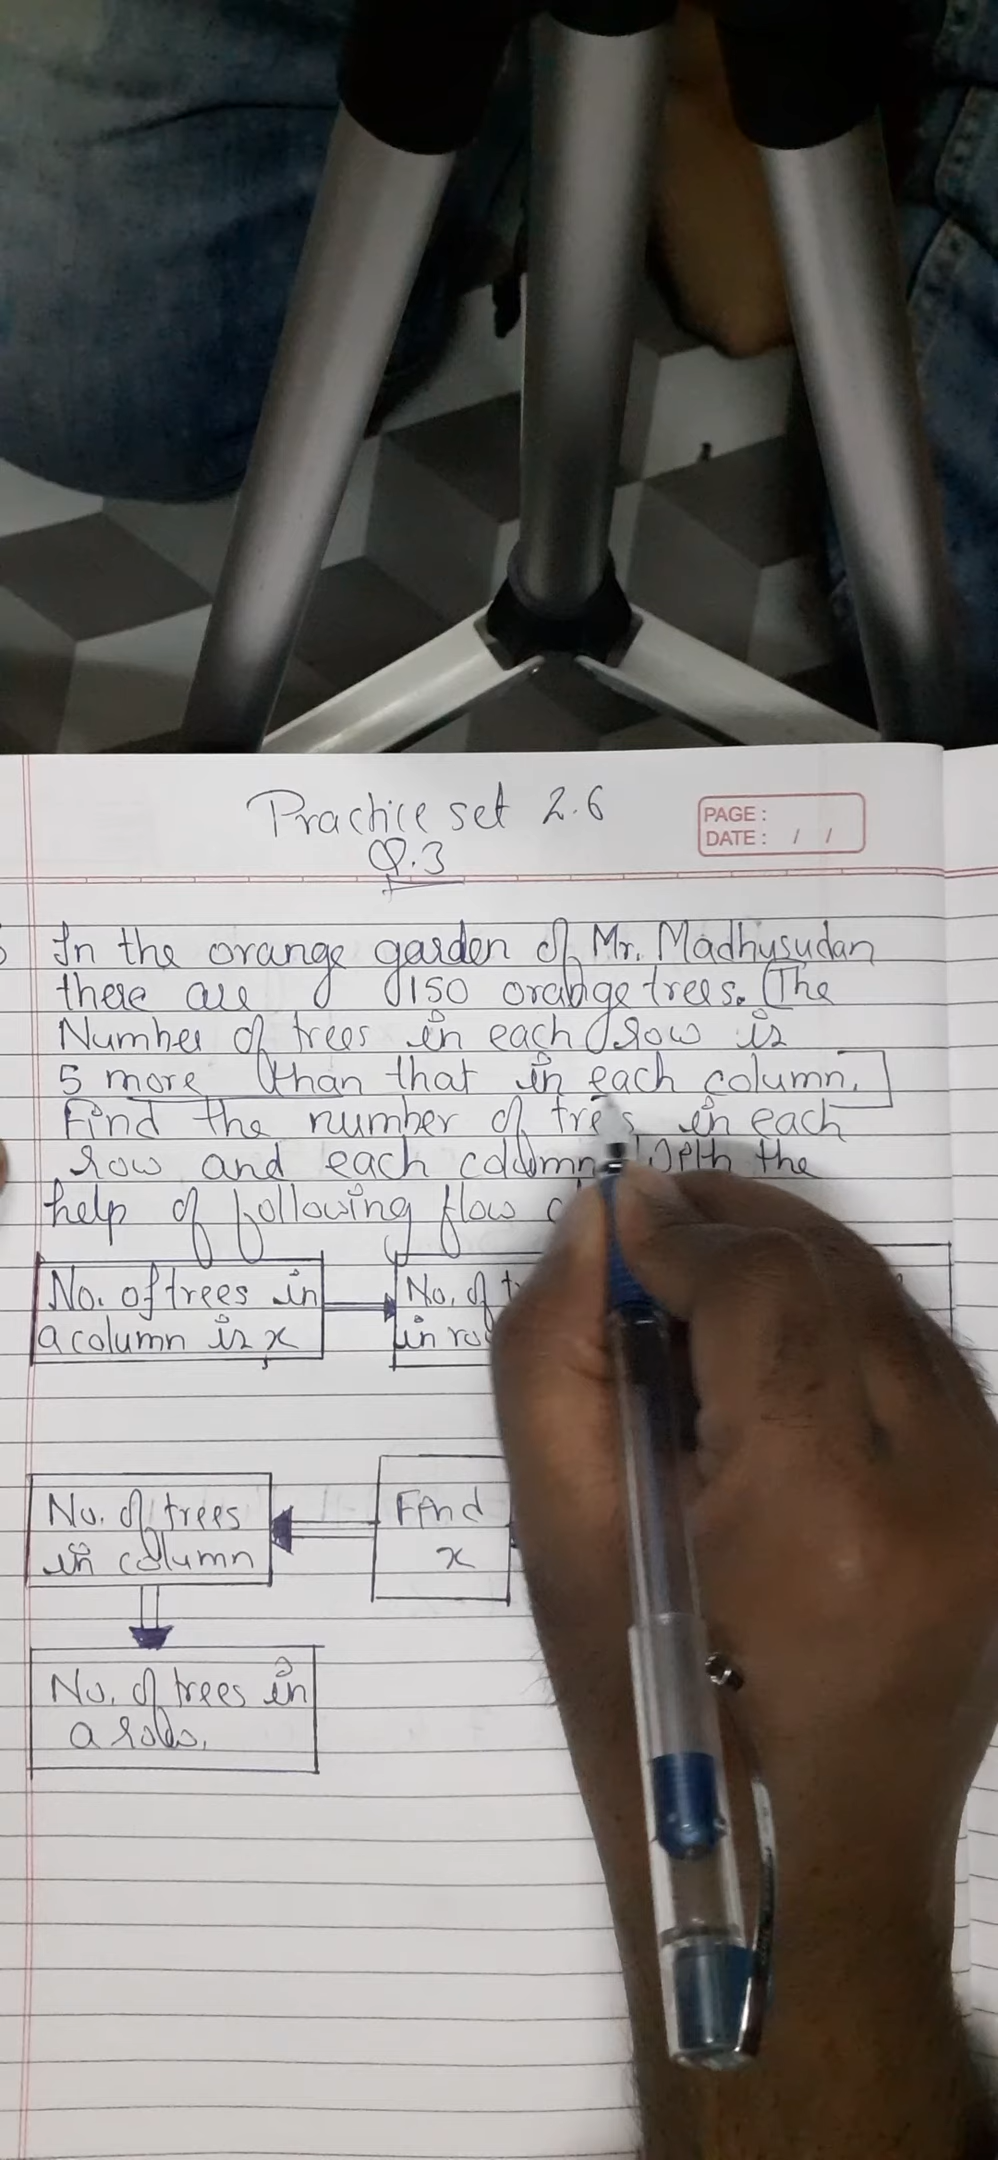 Practice set 2.6
Q.3
PAGE :
DATE : / /
In the orange garden of Mr. Madhusudan
there are 150 orange trees. The
Number of trees in each row is
5 more than that in each column.
Find the number of trees in each
row and each column with the
help of following flow
No. of trees in
a column is x
No. of
in
Find
x
No. of trees
in column
No. of trees in
a row.